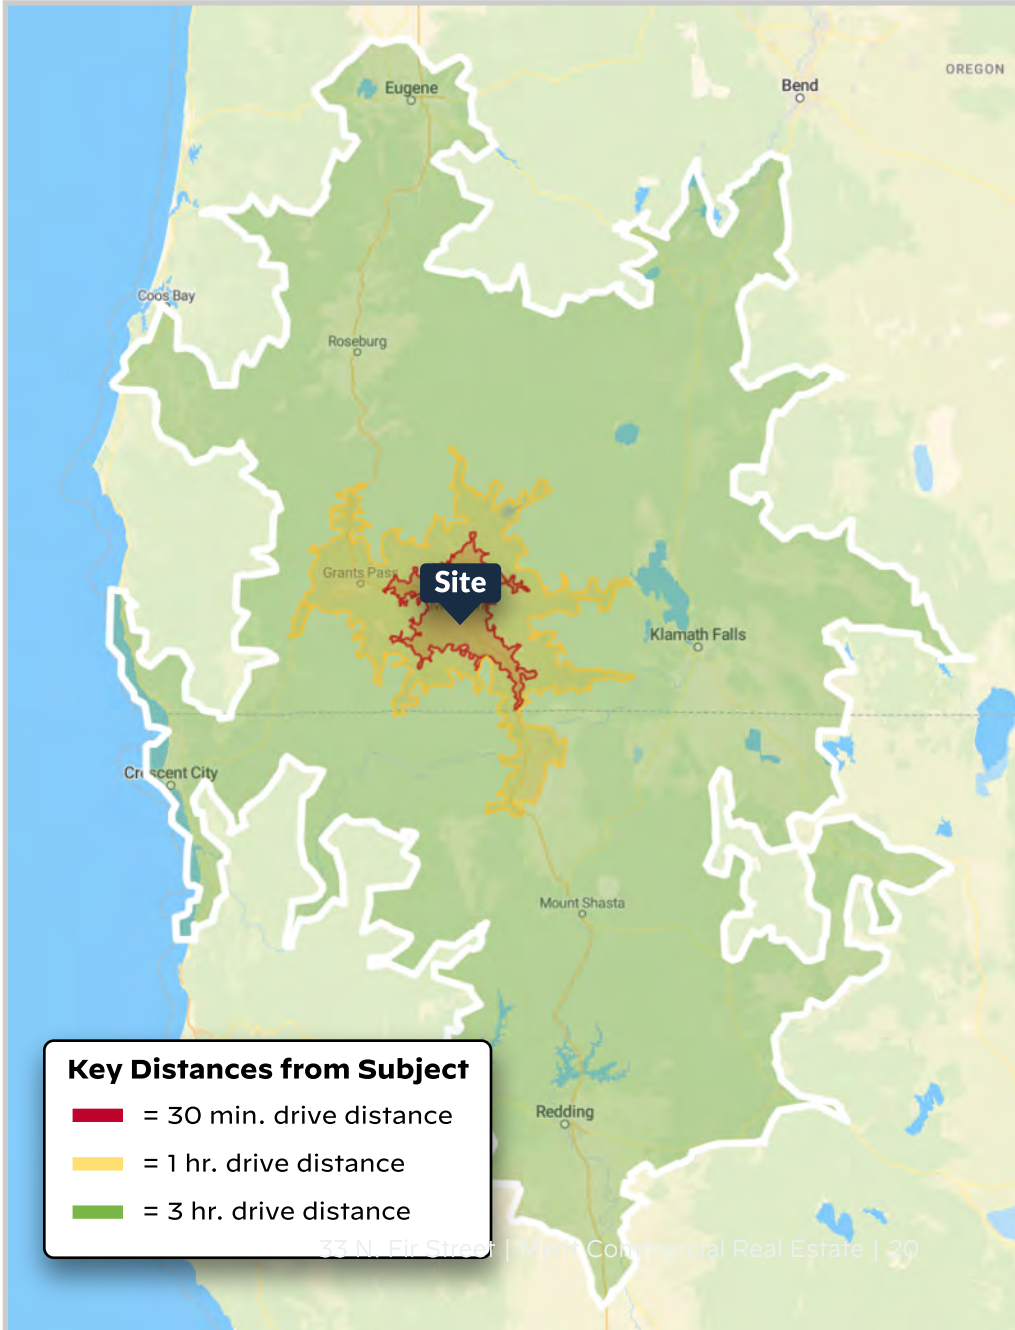 Eugene
Bend
OREGON
Coos Bay
Roseburg
Grants Pass
Site
Klamath Falls
Crescent City
Mount Shasta
Redding
Key Distances from Subject
= 30 min. drive distance
= 1 hr. drive distance
= 3 hr. drive distance
33 N. Fir Street | Commercial Real Estate | 20